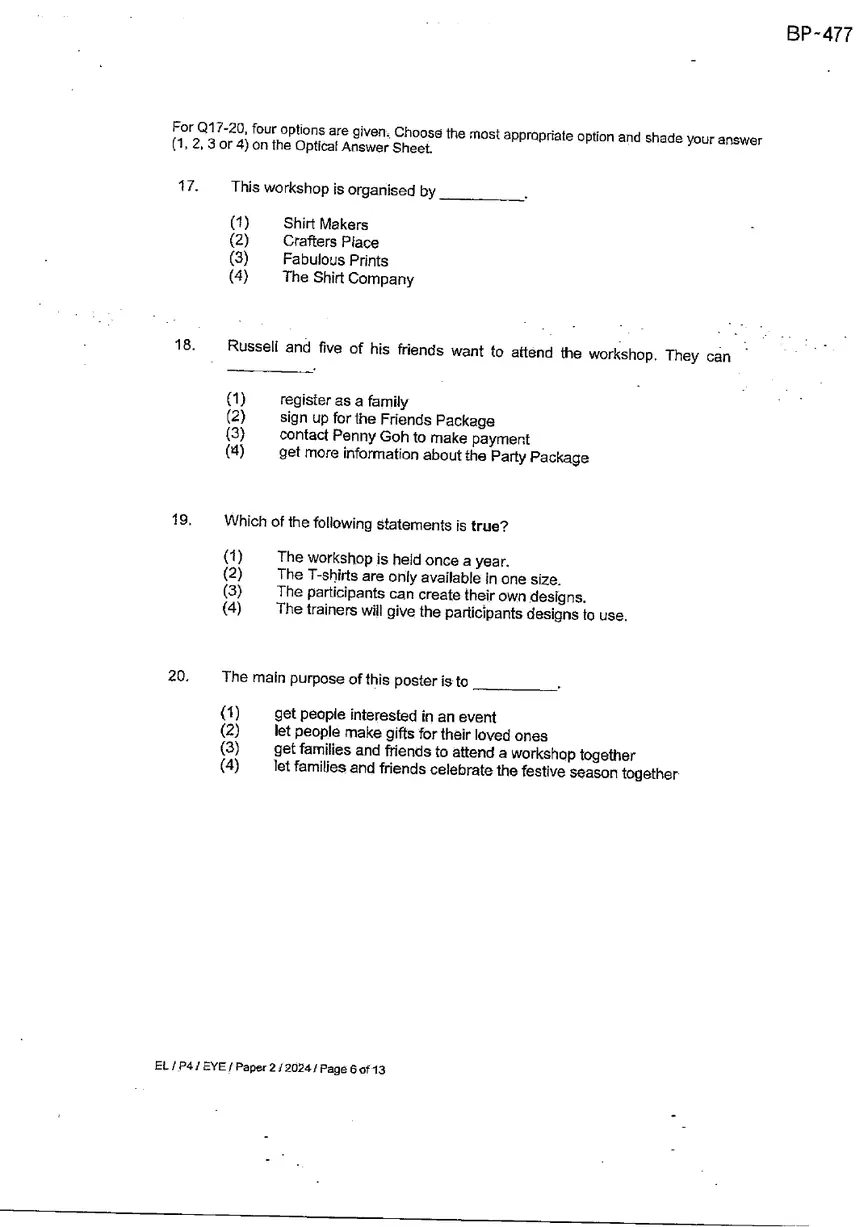 BP-477
For Q17-20, four options are given. Choose the most appropriate option and shade your answer
(1, 2, 3 or 4) on the Optical Answer Sheet.
17. This workshop is organised by ________.
(1) Shirt Makers
(2) Crafters Place
(3) Fabulous Prints
(4) The Shirt Company
18. Russell and five of his friends want to attend the workshop. They can
________.
(1) register as a family
(2) sign up for the Friends Package
(3) contact Penny Goh to make payment
(4) get more information about the Party Package
19. Which of the following statements is true?
(1) The workshop is held once a year.
(2) The T-shirts are only available in one size.
(3) The participants can create their own designs.
(4) The trainers will give the participants designs to use.
20. The main purpose of this poster is to ________.
(1) get people interested in an event
(2) let people make gifts for their loved ones
(3) get families and friends to attend a workshop together
(4) let families and friends celebrate the festive season together
EL / P4 / EYE / Paper 2 / 2024 / Page 6 of 13